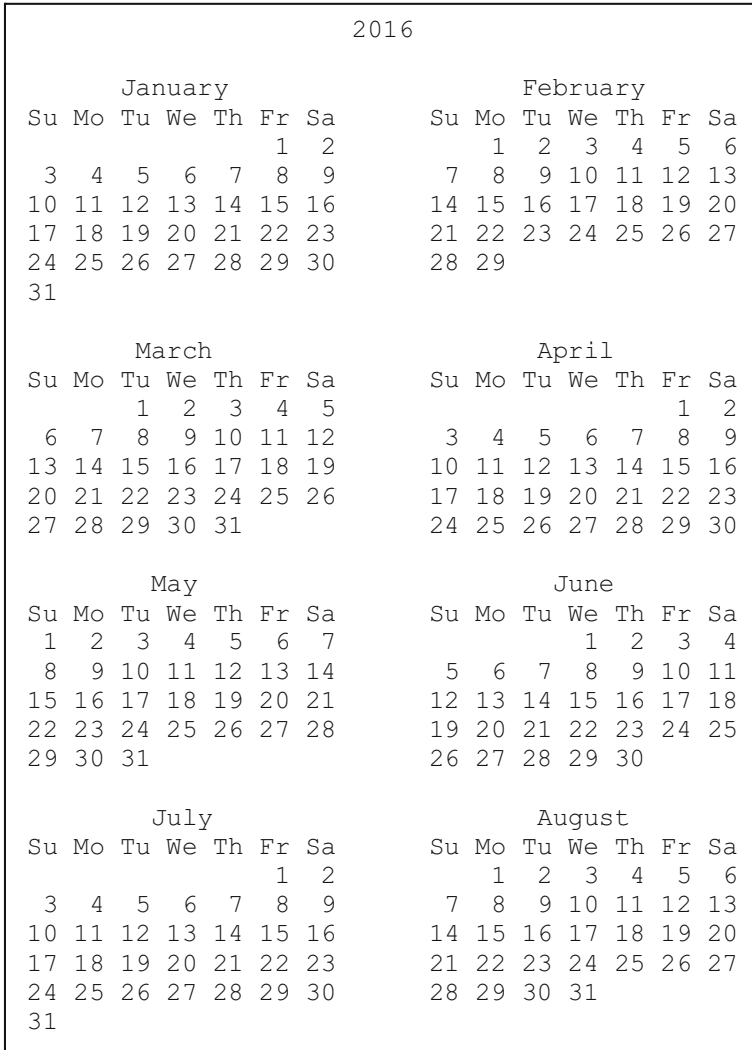 2016
January February
Su Mo Tu We Th Fr Sa Su Mo Tu We Th Fr Sa
1 2 1 2 3 4 5 6
3 4 5 6 7 8 9 7 8 9 10 11 12 13
10 11 12 13 14 15 16 14 15 16 17 18 19 20
17 18 19 20 21 22 23 21 22 23 24 25 26 27
24 25 26 27 28 29 30 28 29
31
March April
Su Mo Tu We Th Fr Sa Su Mo Tu We Th Fr Sa
1 2 3 4 5 1 2
6 7 8 9 10 11 12 3 4 5 6 7 8 9
13 14 15 16 17 18 19 10 11 12 13 14 15 16
20 21 22 23 24 25 26 17 18 19 20 21 22 23
27 28 29 30 31 24 25 26 27 28 29 30
May June
Su Mo Tu We Th Fr Sa Su Mo Tu We Th Fr Sa
1 2 3 4 5 6 7 1 2 3 4
8 9 10 11 12 13 14 5 6 7 8 9 10 11
15 16 17 18 19 20 21 12 13 14 15 16 17 18
22 23 24 25 26 27 28 19 20 21 22 23 24 25
29 30 31 26 27 28 29 30
July August
Su Mo Tu We Th Fr Sa Su Mo Tu We Th Fr Sa
1 2 1 2 3 4 5 6
3 4 5 6 7 8 9 7 8 9 10 11 12 13
10 11 12 13 14 15 16 14 15 16 17 18 19 20
17 18 19 20 21 22 23 21 22 23 24 25 26 27
24 25 26 27 28 29 30 28 29 30 31
31